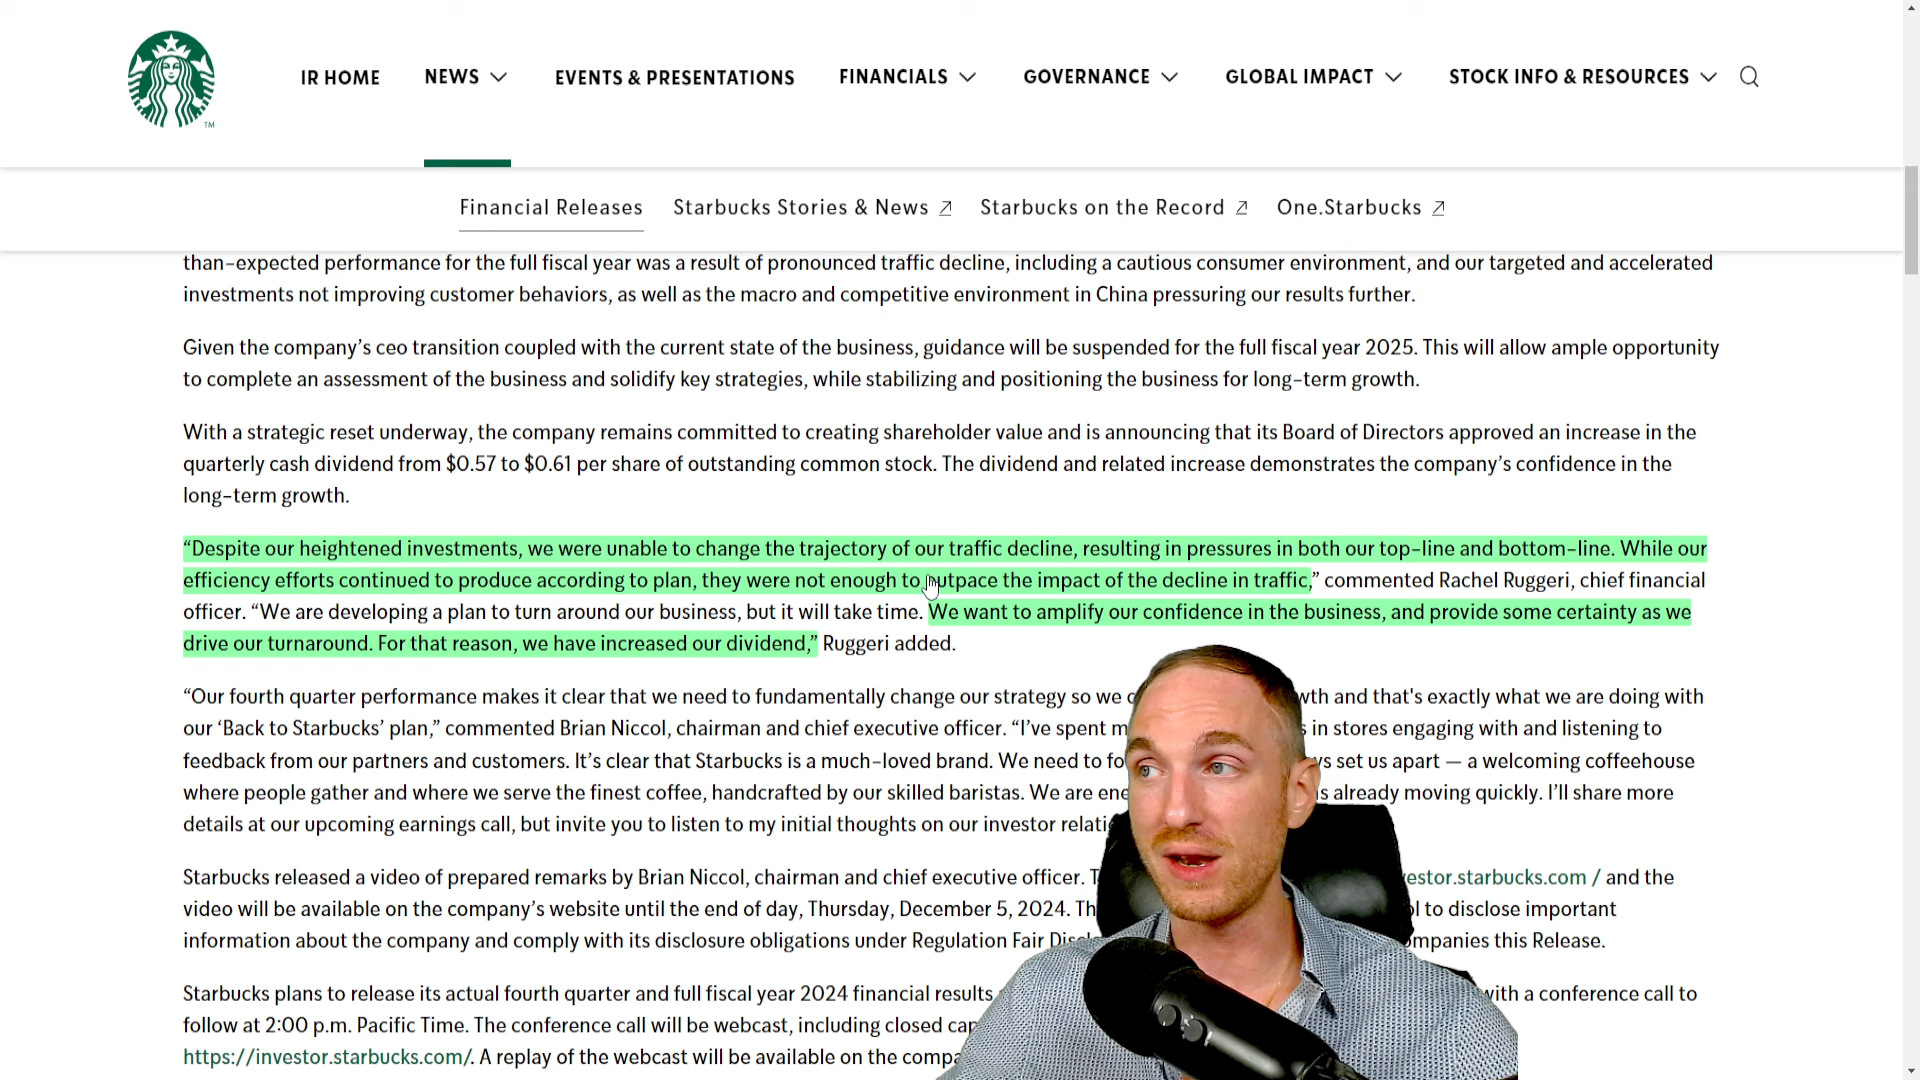 IR HOME NEWS EVENTS & PRESENTATIONS FINANCIALS GOVERNANCE GLOBAL IMPACT STOCK INFO & RESOURCES
TM
Financial Releases Starbucks Stories & News Starbucks on the Record One.Starbucks
than-expected performance for the full fiscal year was a result of pronounced traffic decline, including a cautious consumer environment, and our targeted and accelerated
investments not improving customer behaviors, as well as the macro and competitive environment in China pressuring our results further.
Given the company’s ceo transition coupled with the current state of the business, guidance will be suspended for the full fiscal year 2025. This will allow ample opportunity
to complete an assessment of the business and solidify key strategies, while stabilizing and positioning the business for long-term growth.
With a strategic reset underway, the company remains committed to creating shareholder value and is announcing that its Board of Directors approved an increase in the
quarterly cash dividend from $0.57 to $0.61 per share of outstanding common stock. The dividend and related increase demonstrates the company’s confidence in the
long-term growth.
“Despite our heightened investments, we were unable to change the trajectory of our traffic decline, resulting in pressures in both our top-line and bottom-line. While our
efficiency efforts continued to produce according to plan, they were not enough to outpace the impact of the decline in traffic,” commented Rachel Ruggeri, chief financial
officer. “We are developing a plan to turn around our business, but it will take time. We want to amplify our confidence in the business, and provide some certainty as we
drive our turnaround. For that reason, we have increased our dividend,” Ruggeri added.
“Our fourth quarter performance makes it clear that we need to fundamentally change our strategy so we and that's exactly what we are doing with
our ‘Back to Starbucks’ plan,” commented Brian Niccol, chairman and chief executive officer. “I’ve spent in stores engaging with and listening to
feedback from our partners and customers. It’s clear that Starbucks is a much-loved brand. We need to set us apart — a welcoming coffeehouse
where people gather and where we serve the finest coffee, handcrafted by our skilled baristas. We are already moving quickly. I’ll share more
details at our upcoming earnings call, but invite you to listen to my initial thoughts on our investor
Starbucks released a video of prepared remarks by Brian Niccol, chairman and chief executive officer. vestor.starbucks.com / and the
video will be available on the company’s website until the end of day, Thursday, December 5, 2024. to disclose important
information about the company and comply with its disclosure obligations under Regulation Fair this Release.
Starbucks plans to release its actual fourth quarter and full fiscal year 2024 financial results with a conference call to
follow at 2:00 p.m. Pacific Time. The conference call will be webcast, including closed
https://investor.starbucks.com/. A replay of the webcast will be available on the